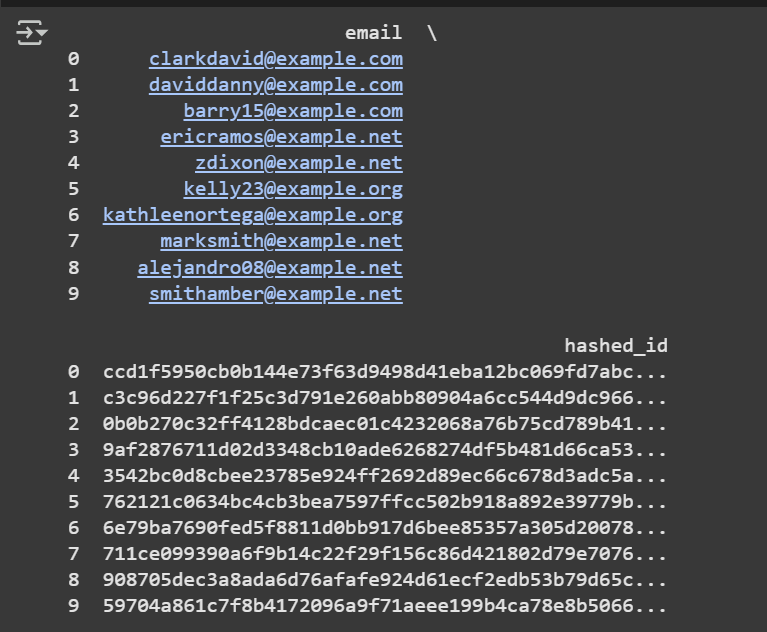 email \
0 clarkdavid@example.com
1 daviddanny@example.com
2 barry15@example.com
3 ericramos@example.net
4 zdixon@example.net
5 kelly23@example.org
6 kathleenortega@example.org
7 marksmith@example.net
8 alejandro08@example.net
9 smithamber@example.net
hashed_id
0 ccd1f5950cb0b144e73f63d9498d41eba12bc069fd7abc...
1 c3c96d227f1f25c3d791e260abb80904a6cc544d9dc966...
2 0b0b270c32ff4128bdcaec01c4232068a76b75cd789b41...
3 9af2876711d02d3348cb10ade6268274df5b481d66ca53...
4 3542bc0d8cbee23785e924ff2692d89ec66c678d3adc5a...
5 762121c0634bc4cb3bea7597ffcc502b918a892e39779b...
6 6e79ba7690fed5f8811d0bb917d6bee85357a305d20078...
7 711ce099390a6f9b14c22f29f156c86d421802d79e7076...
8 908705dec3a8ada6d76afafe924d61ecf2edb53b79d65c...
9 59704a861c7f8b4172096a9f71aeee199b4ca78e8b5066...